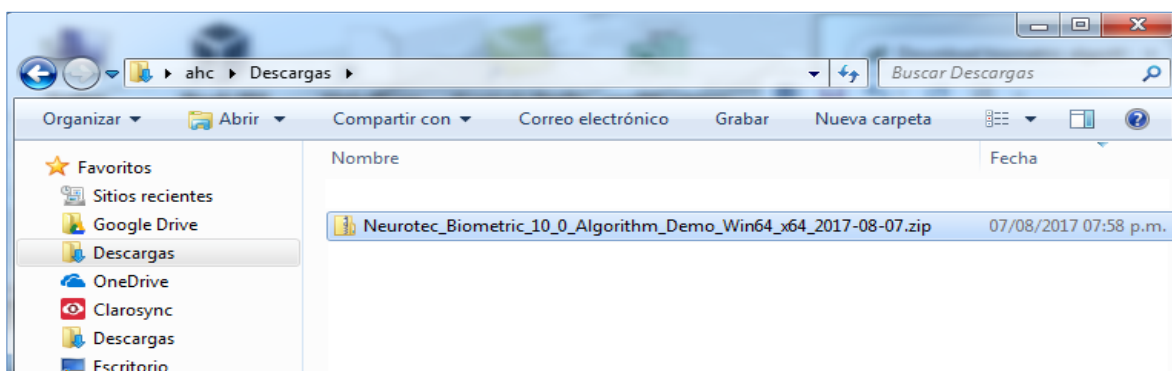 ahc ▸ Descargas ▸
Buscar Descargas
Organizar Abrir Compartir con Correo electrónico Grabar Nueva carpeta
Favoritos
Sitios recientes
Google Drive
Descargas
OneDrive
Clarosync
Descargas
Escritorio
Nombre Fecha
Neurotec_Biometric_10_0_Algorithm_Demo_Win64_x64_2017-08-07.zip 07/08/2017 07:58 p.m.